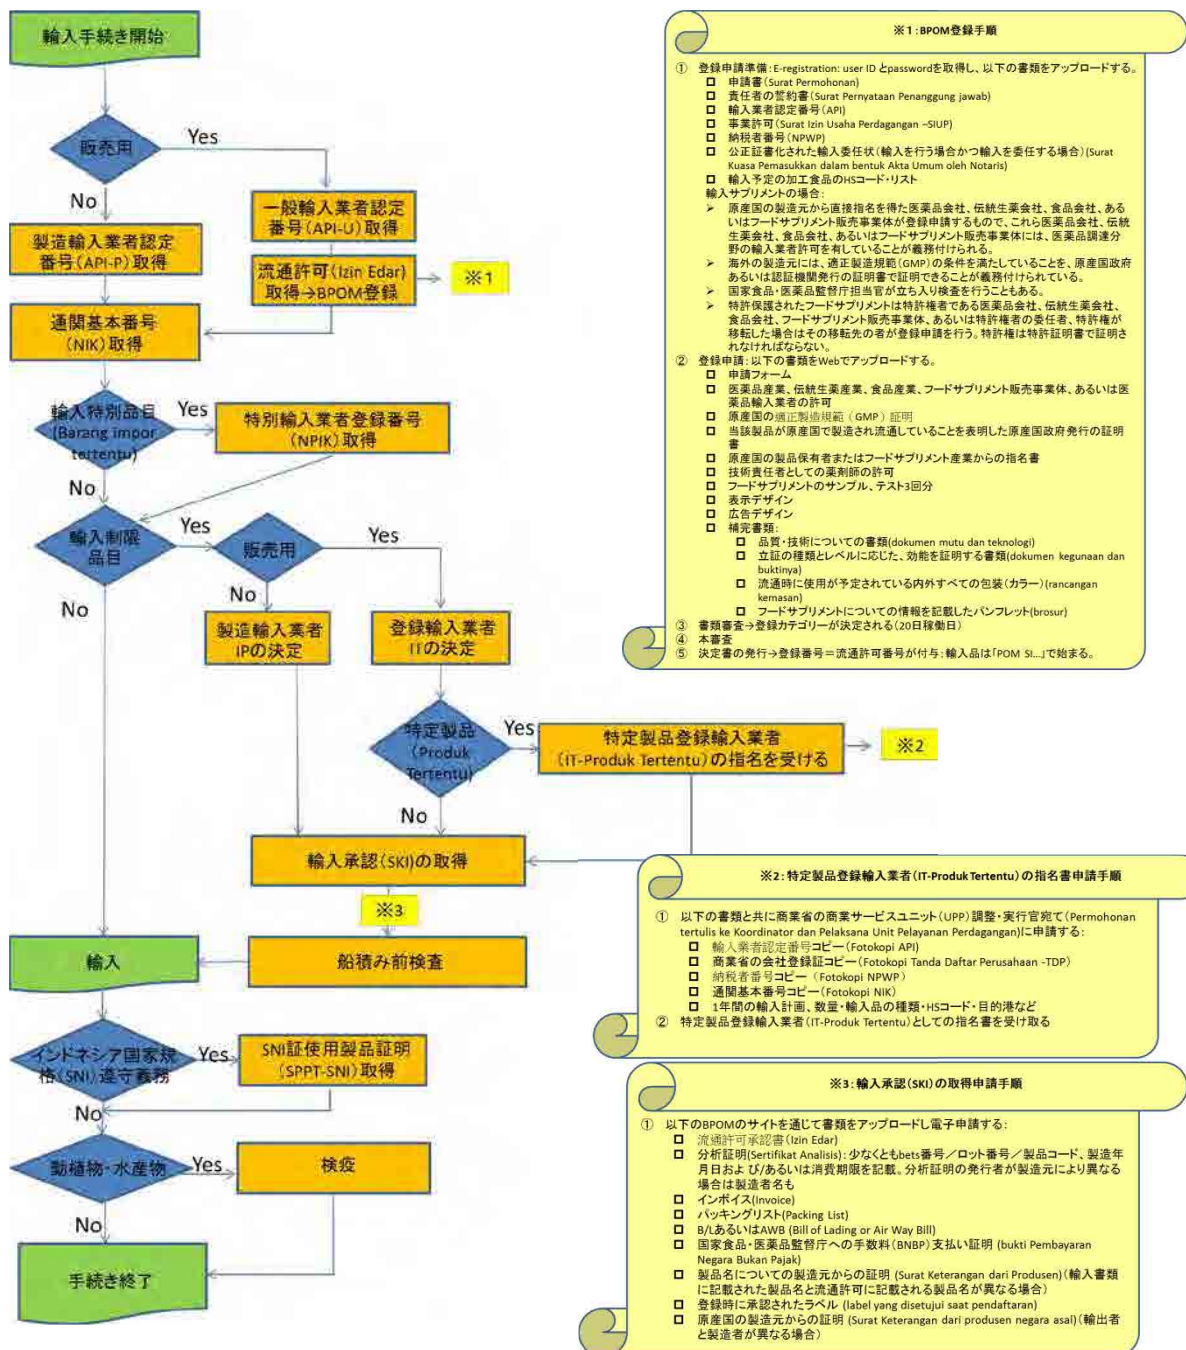 輸入手続き開始
販売用
Yes
No
一般輸入業者認定
番号(API-U)取得
製造輸入業者認定
番号(API-P)取得
流通許可(Izin Edar)
取得→BPOM登録
※1
通関基本番号
(NIK)取得
輸入特別品目
(Barang impor
tertentu)
Yes
特別輸入業者登録番号
(NPIK)取得
No
輸入制限
品目
Yes
販売用
Yes
No
No
製造輸入業者
IPの決定
登録輸入業者
ITの決定
特定製品
(Produk
Tertentu)
Yes
特定製品登録輸入業者
(IT-Produk Tertentu)の指名を受ける
※2
No
輸入承認(SKI)の取得
※3
輸入
船積み前検査
インドネシア国家規
格(SNI)遵守義務
Yes
SNI証使用製品証明
(SPPT-SNI)取得
No
動植物・水産物
Yes
検疫
No
手続き終了
※1:BPOM登録手順
① 登録申請準備:E-registration: user ID とpasswordを取得し、以下の書類をアップロードする。
□ 申請書(Surat Permohonan)
□ 責任者の誓約書(Surat Pernyataan Penanggung jawab)
□ 輸入業者認定番号(API)
□ 事業許可(Surat Izin Usaha Perdagangan –SIUP)
□ 納税者番号(NPWP)
□ 公正証書化された輸入委任状(輸入を行う場合かつ輸入を委任する場合)(Surat
Kuasa Pemasukkan dalam bentuk Akta Umum oleh Notaris)
□ 輸入予定の加工食品のHSコード・リスト
輸入サプリメントの場合:
➢ 原産国の製造元から直接指名を得た医薬品会社、伝統生薬会社、食品会社、ある
いはフードサプリメント販売事業体が登録申請するもので、これら医薬品会社、伝統
生薬会社、食品会社、あるいはフードサプリメント販売事業体には、医薬品調達分
野の輸入業者許可を有していることが義務付けられる。
➢ 海外の製造元には、適正製造規範(GMP)の条件を満たしていることを、原産国政府
あるいは認証機関発行の証明書で証明できることが義務付けられている。
➢ 国家食品・医薬品監督庁担当官が立ち入り検査を行うこともある。
➢ 特許保護されたフードサプリメントは特許権者である医薬品会社、伝統生薬会社、
食品会社、フードサプリメント販売事業体、あるいは特許権者の委任者、特許権が
移転した場合はその移転先の者が登録申請を行う。特許権は特許証明書で証明さ
れなければならない。
② 登録申請:以下の書類をWebでアップロードする。
□ 申請フォーム
□ 医薬品産業、伝統生薬産業、食品産業、フードサプリメント販売事業体、あるいは医
薬品輸入業者の許可
□ 原産国の適正製造規範(GMP)証明
□ 当該製品が原産国で製造され流通していることを表明した原産国政府発行の証明
書
□ 原産国の製品保有者またはフードサプリメント産業からの指名書
□ 技術責任者としての薬剤師の許可
□ フードサプリメントのサンプル、テスト3回分
□ 表示デザイン
□ 広告デザイン
□ 補完書類:
□ 品質・技術についての書類(dokumen mutu dan teknologi)
□ 立証の種類とレベルに応じた、効能を証明する書類(dokumen kegunaan dan
buktinya)
□ 流通時に使用が予定されている内外すべての包装(カラー)(rancangan
kemasan)
□ フードサプリメントについての情報を記載したパンフレット(brosur)
③ 書類審査→登録カテゴリーが決定される(20日稼働日)
④ 本審査
⑤ 決定書の発行→登録番号=流通許可番号が付与:輸入品は「POM SI...」で始まる。
※2:特定製品登録輸入業者(IT-Produk Tertentu)の指名書申請手順
① 以下の書類と共に商業省の商業サービスユニット(UPP)調整・実行官宛て(Permohonan
tertulis ke Koordinator dan Pelaksana Unit Pelayanan Perdagangan)に申請する:
□ 輸入業者認定番号コピー(Fotokopi API)
□ 商業省の会社登録証コピー(Fotokopi Tanda Daftar Perusahaan -TDP)
□ 納税者番号コピー (Fotokopi NPWP)
□ 通関基本番号コピー(Fotokopi NIK)
□ 1年間の輸入計画、数量・輸入品の種類・HSコード・目的港など
② 特定製品登録輸入業者(IT-Produk Tertentu)としての指名書を受け取る
※3:輸入承認(SKI)の取得申請手順
① 以下のBPOMのサイトを通じて書類をアップロードし電子申請する:
□ 流通許可承認書(Izin Edar)
□ 分析証明(Sertifikat Analisis):少なくともbets番号/ロット番号/製品コード、製造年
月日およ び/あるいは消費期限を記載。分析証明の発行者が製造元により異なる
場合は製造者名も
□ インボイス(Invoice)
□ パッキングリスト(Packing List)
□ B/LあるいはAWB (Bill of Lading or Air Way Bill)
□ 国家食品・医薬品監督庁への手数料(BNBP)支払い証明 (bukti Pembayaran
Negara Bukan Pajak)
□ 製品名についての製造元からの証明 (Surat Keterangan dari Produsen)(輸入書類
に記載された製品名と流通許可に記載される製品名が異なる場合)
□ 登録時に承認されたラベル (label yang disetujui saat pendaftaran)
□ 原産国の製造元からの証明 (Surat Keterangan dari produsen negara asal)(輸出者
と製造者が異なる場合)